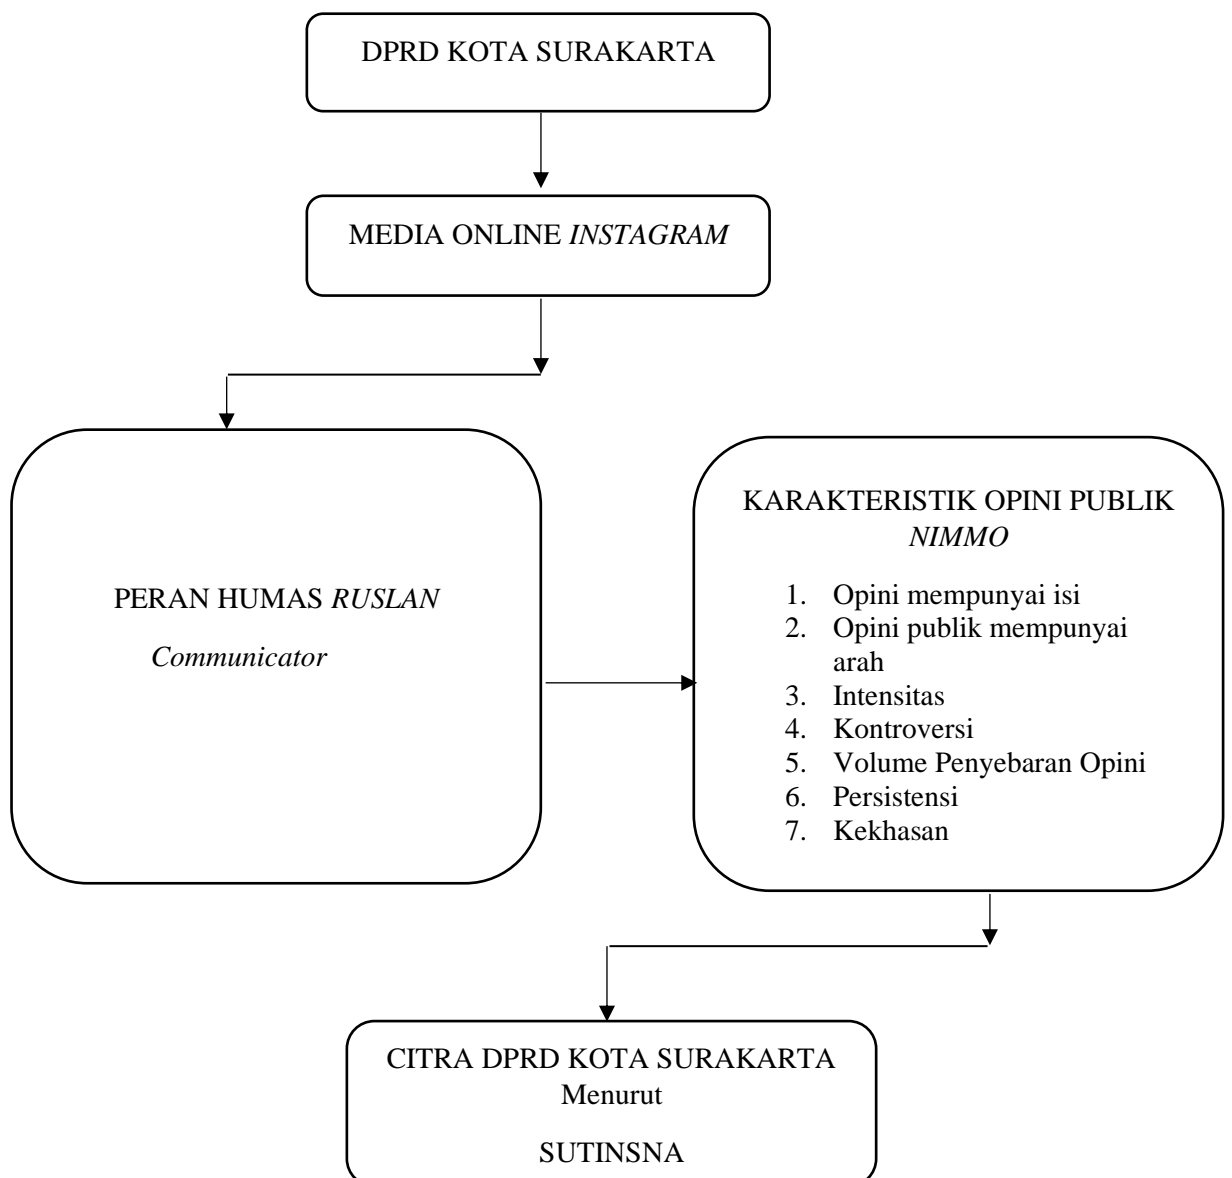 DPRD KOTA SURAKARTA
MEDIA ONLINE INSTAGRAM
PERAN HUMAS RUSLAN
Communicator
KARAKTERISTIK OPINI PUBLIK
NIMMO
1. Opini mempunyai isi
2. Opini publik mempunyai
arah
3. Intensitas
4. Kontroversi
5. Volume Penyebaran Opini
6. Persistensi
7. Kekhasan
CITRA DPRD KOTA SURAKARTA
Menurut
SUTINSNA